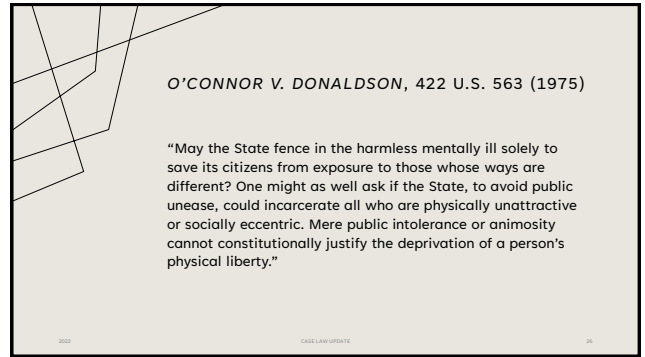 O'CONNOR V. DONALDSON, 422 U.S. 563 (1975)
“May the State fence in the harmless mentally ill solely to
save its citizens from exposure to those whose ways are
different? One might as well ask if the State, to avoid public
unease, could incarcerate all who are physically unattractive
or socially eccentric. Mere public intolerance or animosity
cannot constitutionally justify the deprivation of a person’s
physical liberty.”
2022
CASE LAW UPDATE
26